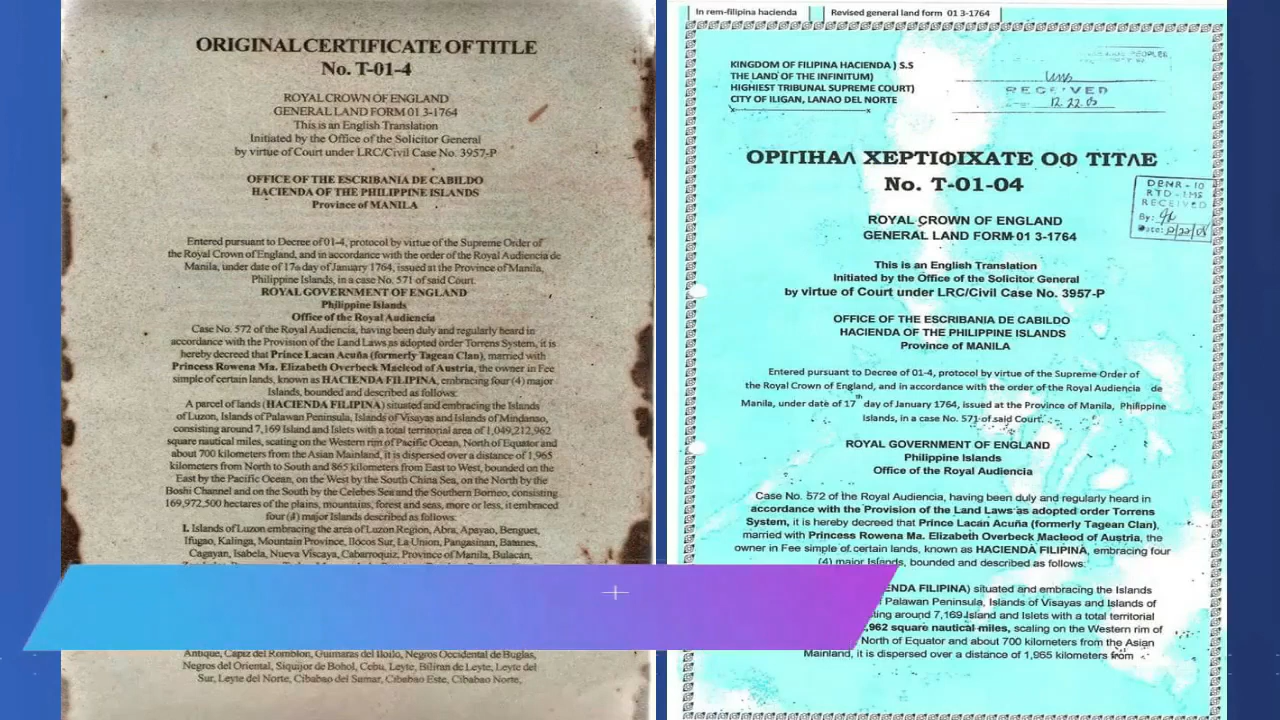 ORIGINAL CERTIFICATE OF TITLE
No. T-01-4
ROYAL CROWN OF ENGLAND
GENERAL LAND FORM 01 3-1764
This is an English Translation
Initiated by the Office of the Solicitor General
by virtue of Court under LRC/Civil Case No. 3957-P
OFFICE OF THE ESCRIBANIA DE CABILDO
HACIENDA OF THE PHILIPPINE ISLANDS
Province of MANILA
Entered pursuant to Decree of 01-4, protocol by virtue of the Supreme Order of
the Royal Crown of England, and in accordance with the order of the Royal Audiencia de
Manila, under date of 17th day of January 1764, issued at the Province of Manila,
Philippine Islands, in a case No. 571 of said Court.
ROYAL GOVERNMENT OF ENGLAND
Philippine Islands
Office of the Royal Audiencia
Case No. 572 of the Royal Audiencia, having been duly and regularly heard in
accordance with the Provision of the Land Laws as adopted order Torrens System, it is
hereby decreed that Prince Lacan Acuña (formerly Tagean Clan), married with
Princess Rowena Ma. Elizabeth Overbeck Macleod of Austria, the owner in Fee
simple of certain lands, known as HACIENDA FILIPINA, embracing four (4) major
Islands, bounded and described as follows:
A parcel of lands (HACIENDA FILIPINA) situated and embracing the Islands
of Luzon, Islands of Palawan Peninsula, Islands of Visayas and Islands of Mindanao,
consisting around 7,169 Island and Islets with a total territorial area of 1,049,212,962
square nautical miles, scaling on the Western rim of Pacific Ocean, North of Equator and
about 700 kilometers from the Asian Mainland, it is dispersed over a distance of 1,965
kilometers from North to South and 865 kilometers from East to West, bounded on the
East by the Pacific Ocean, on the West by the South China Sea, on the North by the
Boshi Channel and on the South by the Celebes Sea and the Southern Borneo, consisting
169,972,500 hectares of the plains, mountains, forest and seas, more or less, it embraced
four (4) major Islands described as follows:
I. Islands of Luzon embracing the area of Luzon Region, Abra, Apayao, Benguet,
Ifugao, Kalinga, Mountain Province, Ilocos Sur, La Union, Pangasinan, Batanes,
Cagayan, Isabela, Nueva Viscaya, Cabarroquiz, Province of Manila, Bulacan,
Antique, Capiz del Romblon, Guimaras del Iloilo, Negros Occidental de Buglas,
Negros del Oriental, Siquijor de Bohol, Cebu, Leyte, Biliran de Leyte, Leyte del
Sur, Leyte del Norte, Cibabao del Samar, Cibabao Este, Cibabao Norte,
In rem-filipina hacienda
Revised general land form 01 3-1764
KINGDOM OF FILIPINA HACIENDA ) S.S
THE LAND OF THE INFINITUM)
HIGHEST TRIBUNAL SUPREME COURT)
CITY OF ILIGAN, LANAO DEL NORTE
RECEIVED
12.22.05
ΟΡΙΓΙΗΑΛ ΧΕΡΤΙΦΙΧΑΤΕ ΟΦ ΤΙΤΛΕ
No. T-01-04
DENR-10
RTD-LMS
RECEIVED
By:
Date:
ROYAL CROWN OF ENGLAND
GENERAL LAND FORM-01 3-1764
This is an English Translation
Initiated by the Office of the Solicitor General
by virtue of Court under LRC/Civil Case No. 3957-P
OFFICE OF THE ESCRIBANIA DE CABILDO
HACIENDA OF THE PHILIPPINE ISLANDS
Province of MANILA
Entered pursuant to Decree of 01-4, protocol by virtue of the Supreme Order of
the Royal Crown of England, and in accordance with the order of the Royal Audiencia de
Manila, under date of 17th day of January 1764, issued at the Province of Manila, Philippine
Islands, in a case No. 571 of said Court.
ROYAL GOVERNMENT OF ENGLAND
Philippine Islands
Office of the Royal Audiencia
Case No. 572 of the Royal Audiencia, having been duly and regularly heard in
accordance with the Provision of the Land Laws as adopted order Torrens
System, it is hereby decreed that Prince Lacan Acuña (formerly Tagean Clan),
married with Princess Rowena Ma. Elizabeth Overbeck Macleod of Austria, the
owner in Fee simple of certain lands, known as HACIENDA FILIPINA, embracing four
(4) major Islands, bounded and described as follows:
ENDA FILIPINA) situated and embracing the Islands
Palawan Peninsula, Islands of Visayas and Islands of
ting around 7,169 Island and Islets with a total territorial
,962 square nautical miles, scaling on the Western rim of
North of Equator and about 700 kilometers from the Asian
Mainland, it is dispersed over a distance of 1,965 kilometers from